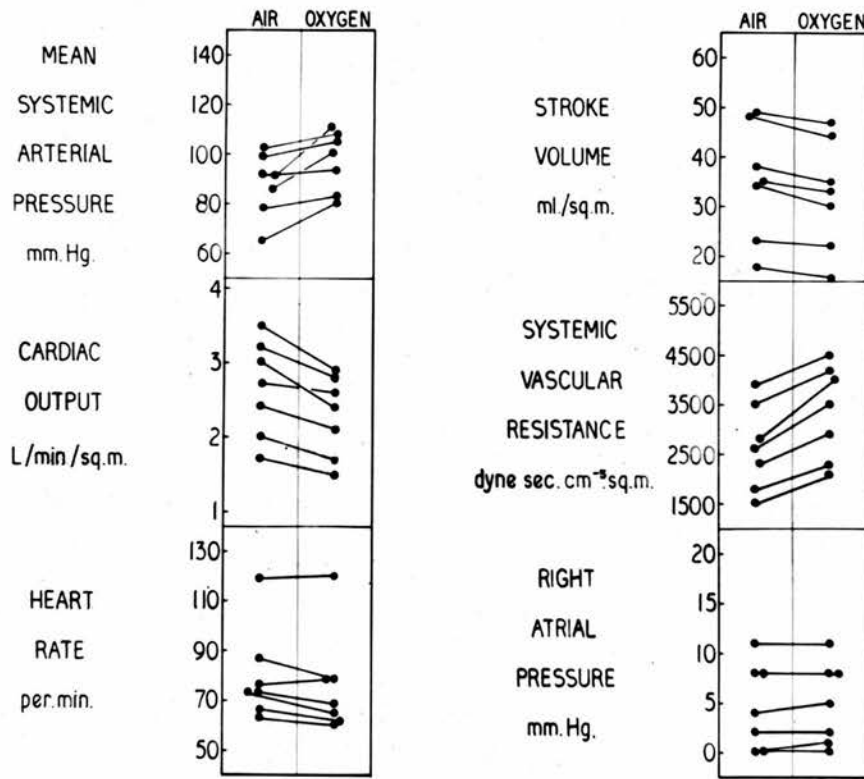 AIR OXYGEN
MEAN
SYSTEMIC
ARTERIAL
PRESSURE
mm. Hg.
140
120
100
80
60
CARDIAC
OUTPUT
L/min/sq.m.
4
3
2
1
HEART
RATE
per.min.
130
110
90
70
50
AIR OXYGEN
STROKE
VOLUME
ml./sq.m.
60
50
40
30
20
SYSTEMIC
VASCULAR
RESISTANCE
dyne sec. cm⁻⁵.sq.m.
5500
4500
3500
2500
1500
RIGHT
ATRIAL
PRESSURE
mm. Hg.
20
15
10
5
0